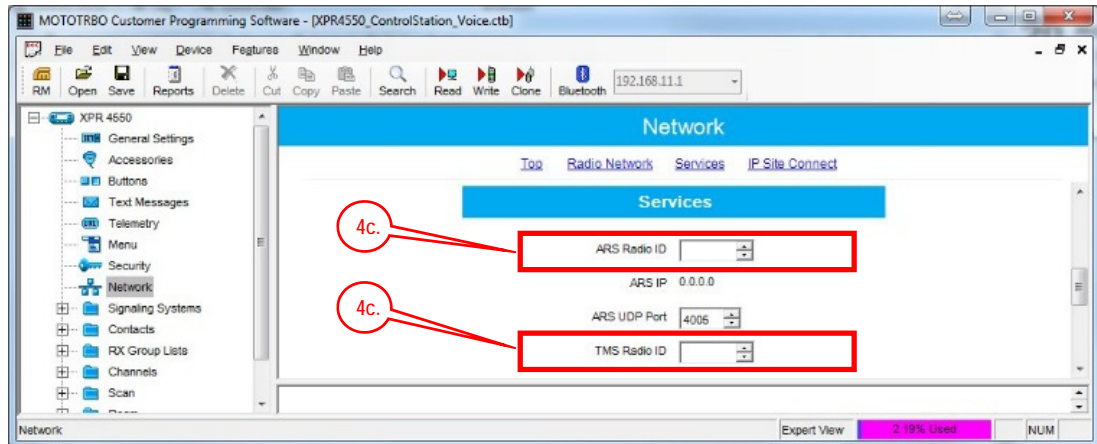 MOTOTRBO Customer Programming Software - [XPR4550_ControlStation_Voice.ctb]
File Edit View Device Features Window Help
RM Open Save Reports Delete Cut Copy Paste Search Read Write Clone Bluetooth 192.168.11.1
XPR 4550
General Settings
Accessories
Buttons
Text Messages
Telemetry
Menu
Security
Network
Signaling Systems
Contacts
RX Group Lists
Channels
Scan
Network
Top Radio Network Services IP Site Connect
Services
4c.
ARS Radio ID
ARS IP 0.0.0.0
4c.
ARS UDP Port 4005
TMS Radio ID
Network Expert View 2.19% Used NUM